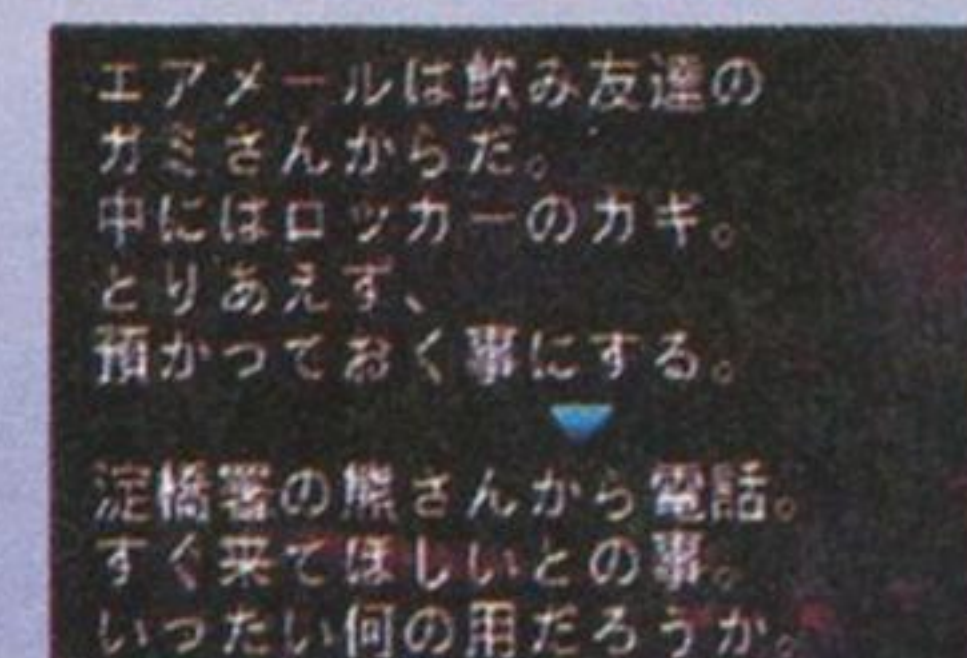 エアメールは飲み友達の
ガミさんからだ。
中にはロッカーのカギ。
とりあえず、
預かっておく事にする。
淀橋署の熊さんから電話。
すぐ来てほしいとの事。
いったい何の用だろうか。